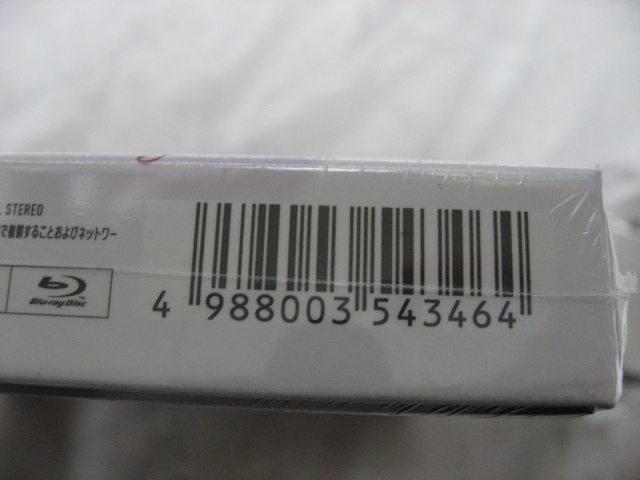 STEREO
で複製することおよびネットワー
Blu-ray Disc™
4 988003 543464